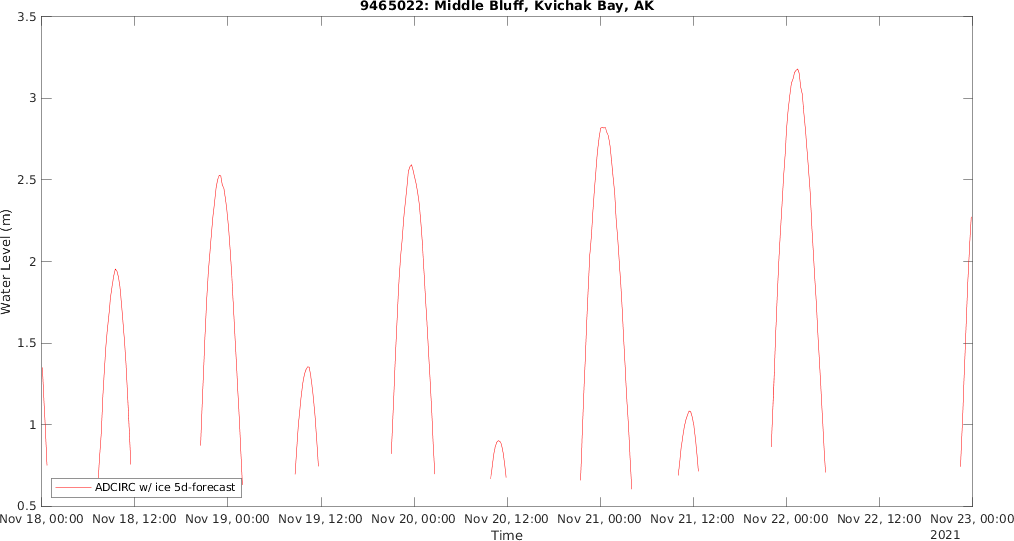 9465022: Middle Bluff, Kvichak Bay, AK
3.5
3
2.5
2
1.5
1
0.5
Water Level (m)
ADCIRC w/ ice 5d-forecast
Nov 18, 00:00 Nov 18, 12:00 Nov 19, 00:00 Nov 19, 12:00 Nov 20, 00:00 Nov 20, 12:00 Nov 21, 00:00 Nov 21, 12:00 Nov 22, 00:00 Nov 22, 12:00 Nov 23, 00:00
Time
2021